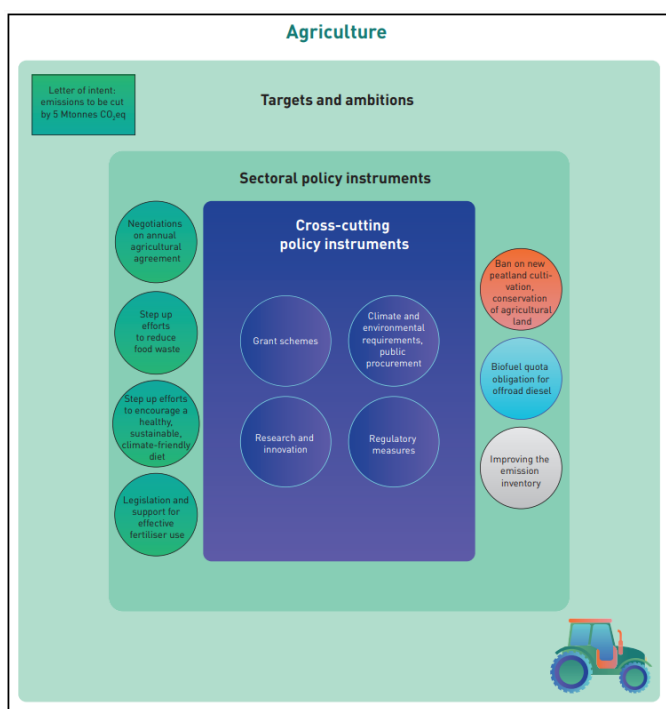 Agriculture
Letter of intent:
emissions to be cut
by 5 Mtonnes CO₂eq
Targets and ambitions
Sectoral policy instruments
Negotiations
on annual
agricultural
agreement
Step up
efforts
to reduce
food waste
Step up efforts
to encourage a
healthy,
sustainable,
climate-friendly
diet
Legislation and
support for
effective
fertiliser use
Cross-cutting
policy instruments
Grant schemes
Climate and
environmental
requirements,
public
procurement
Research and
innovation
Regulatory
measures
Ban on new
peatland culti-
vation,
conservation
of agricultural
land
Biofuel quota
obligation for
offroad diesel
Improving the
emission
inventory